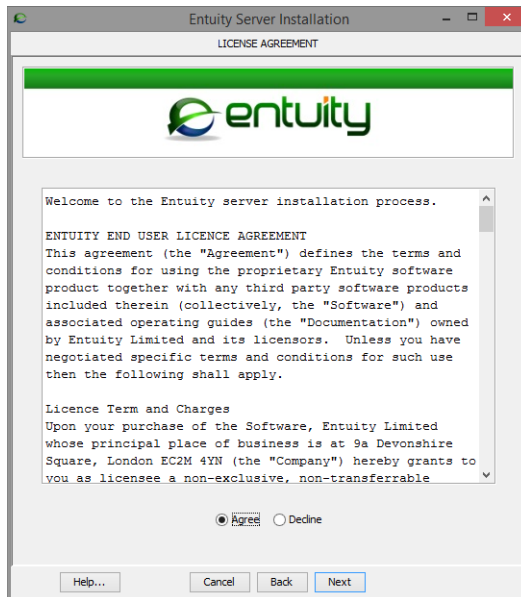 Entuity Server Installation
LICENSE AGREEMENT
entuity
Welcome to the Entuity server installation process.
ENTUITY END USER LICENCE AGREEMENT
This agreement (the "Agreement") defines the terms and
conditions for using the proprietary Entuity software
product together with any third party software products
included therein (collectively, the "Software") and
associated operating guides (the "Documentation") owned
by Entuity Limited and its licensors.  Unless you have
negotiated specific terms and conditions for such use
then the following shall apply.
Licence Term and Charges
Upon your purchase of the Software, Entuity Limited
whose principal place of business is at 9a Devonshire
Square, London EC2M 4YN (the "Company") hereby grants to
you as licensee a non-exclusive, non-transferrable
Agree Decline
Help... Cancel Back Next